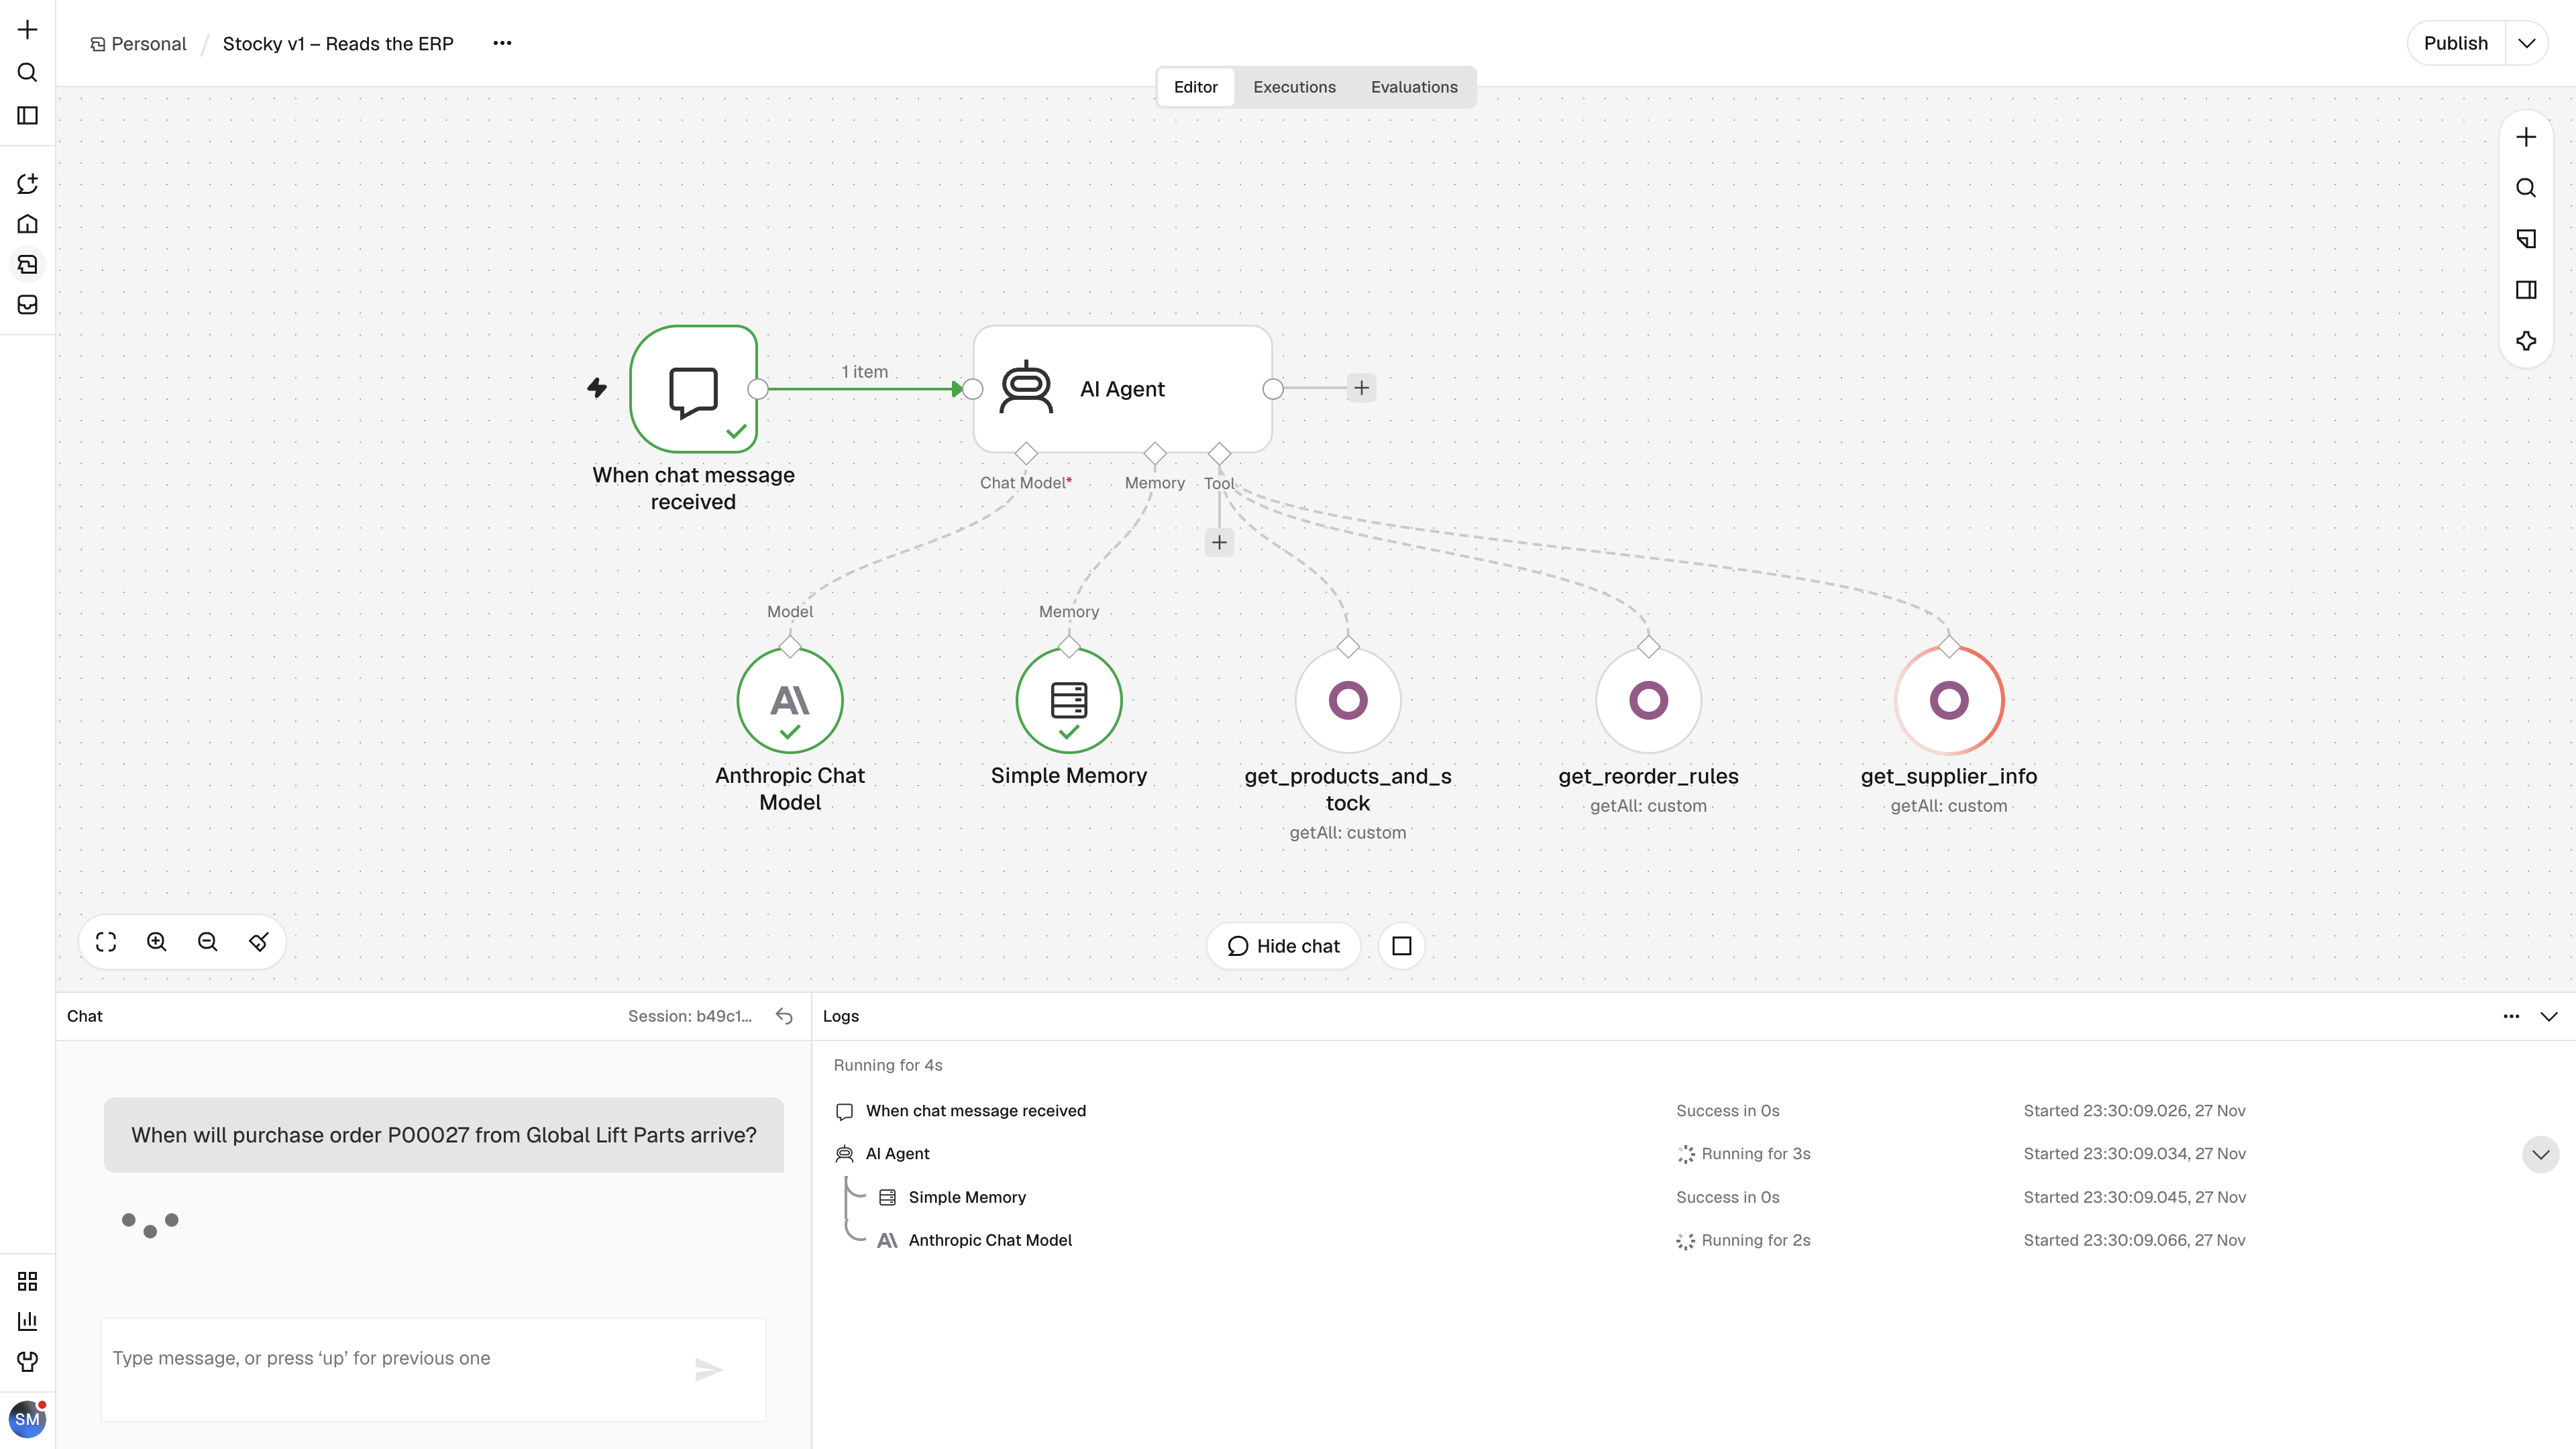 Personal / Stocky v1 – Reads the ERP
Publish
Editor Executions Evaluations
1 item
AI Agent
When chat message
received
Chat Model*
Memory
Tool
Model
Memory
Anthropic Chat
Model
Simple Memory
get_products_and_s
tock
getAll: custom
get_reorder_rules
getAll: custom
get_supplier_info
getAll: custom
Hide chat
Chat
Session: b49c1...
When will purchase order P00027 from Global Lift Parts arrive?
Type message, or press ‘up’ for previous one
SM
Logs
Running for 4s
When chat message received Success in 0s Started 23:30:09.026, 27 Nov
AI Agent Running for 3s Started 23:30:09.034, 27 Nov
Simple Memory Success in 0s Started 23:30:09.045, 27 Nov
Anthropic Chat Model Running for 2s Started 23:30:09.066, 27 Nov